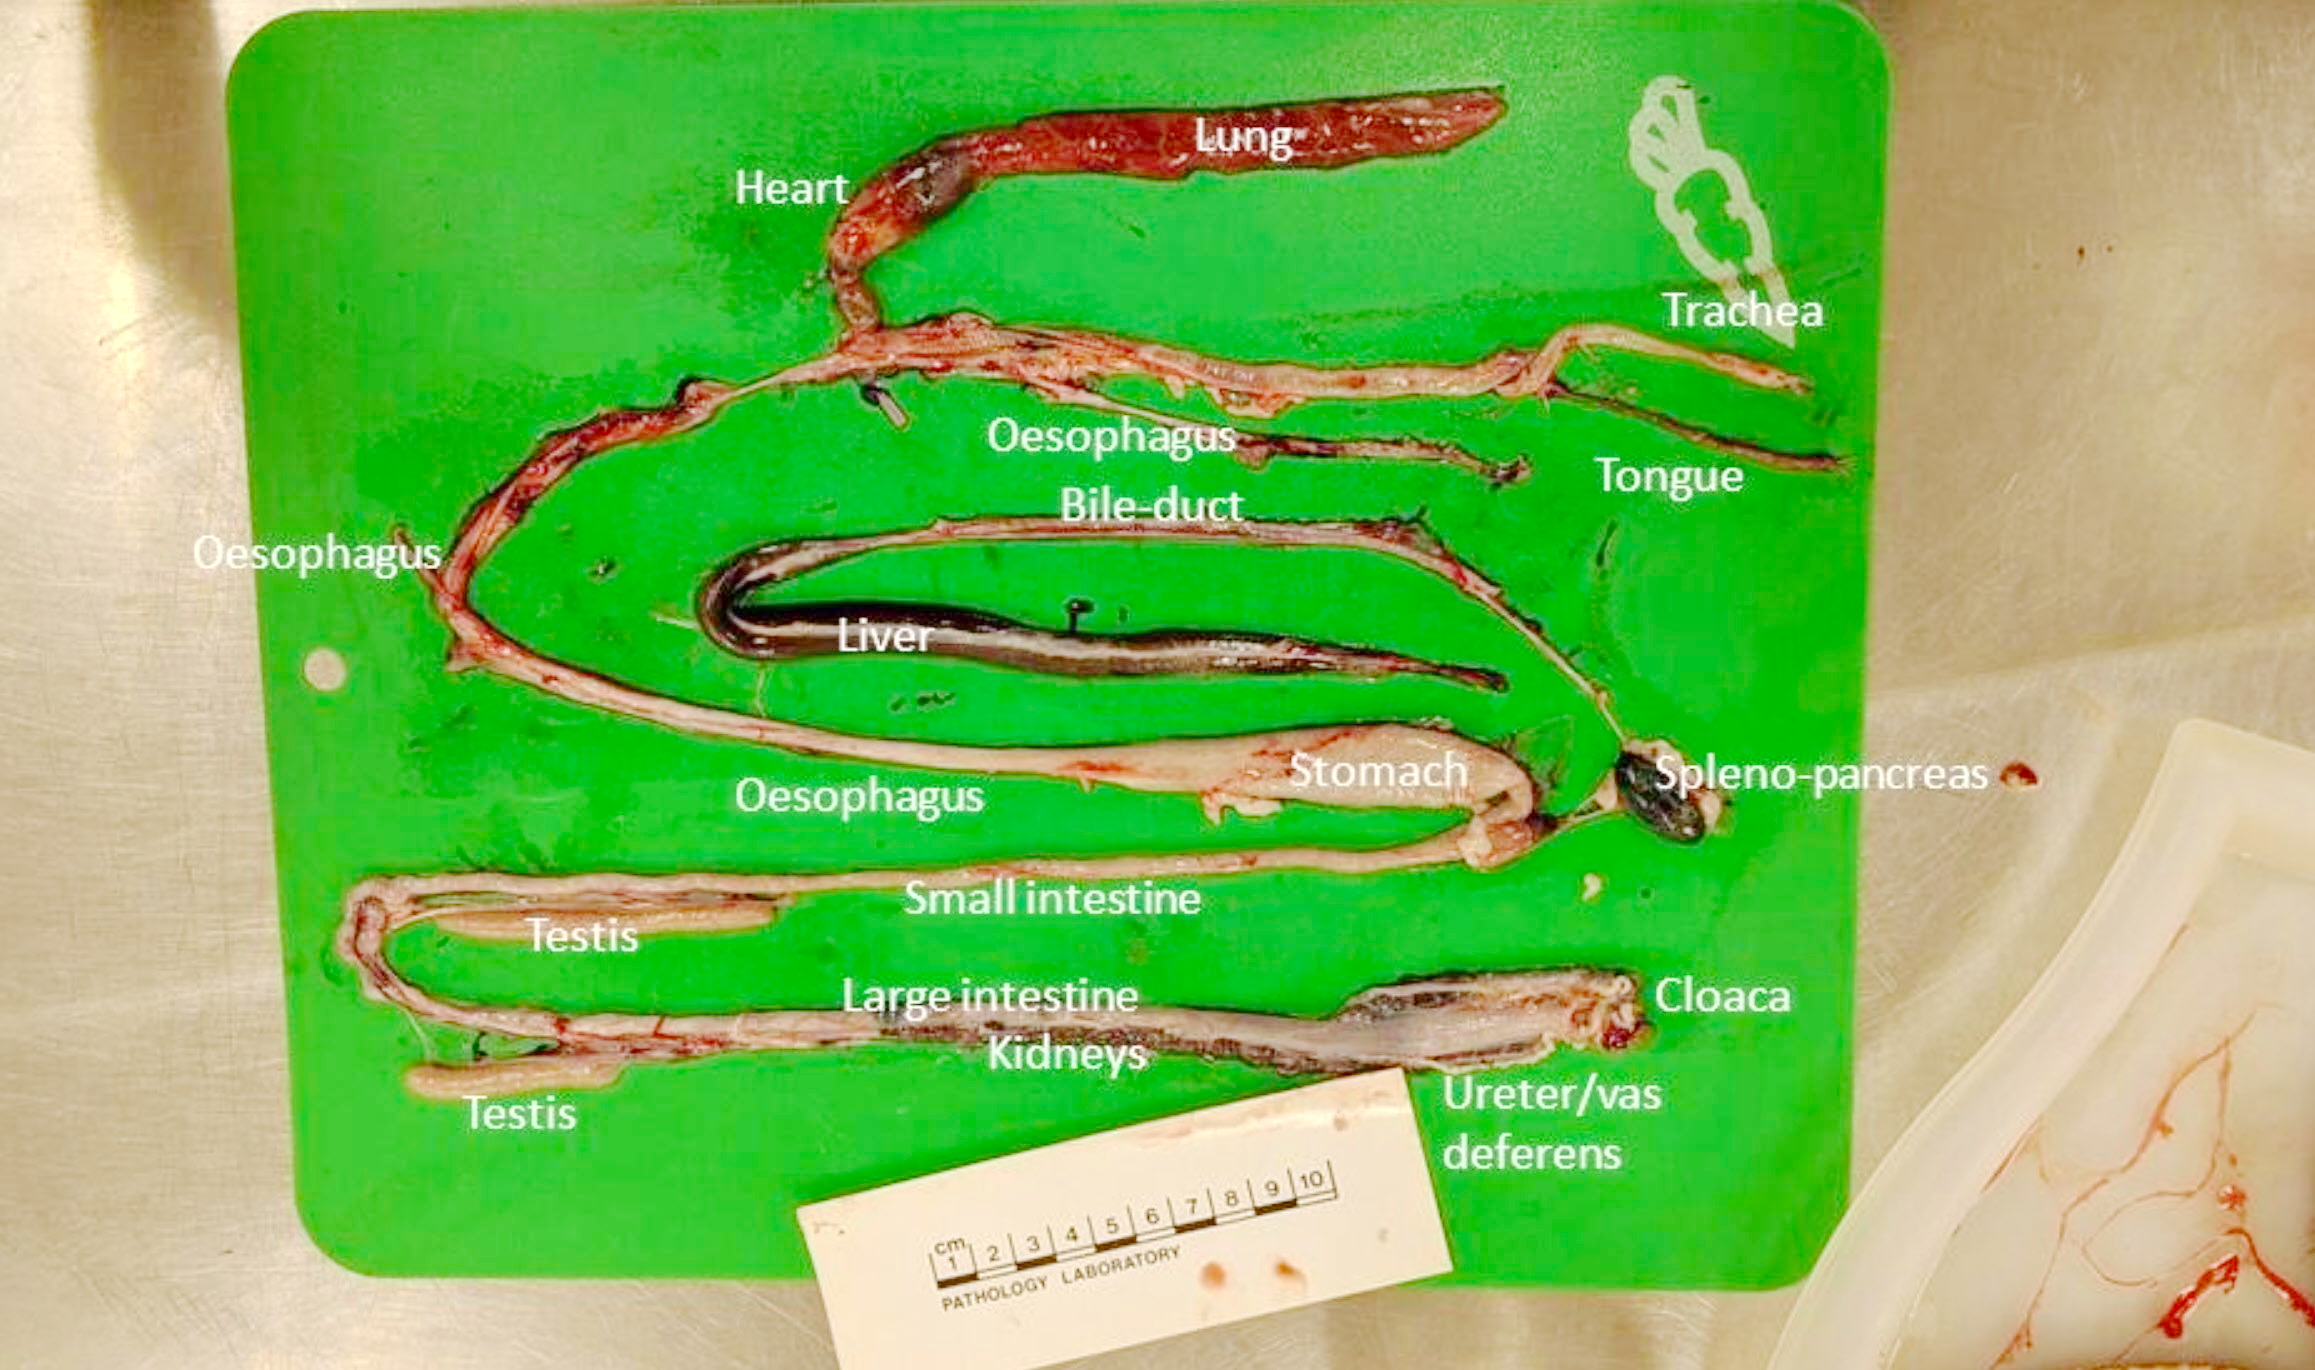 Lung
Heart
Trachea
Oesophagus
Tongue
Bile-duct
Oesophagus
Liver
Stomach
Spleno-pancreas
Oesophagus
Small intestine
Testis
Large intestine
Cloaca
Kidneys
Testis
Ureter/vas
deferens
cm
1 2 3 4 5 6 7 8 9 10
PATHOLOGY LABORATORY